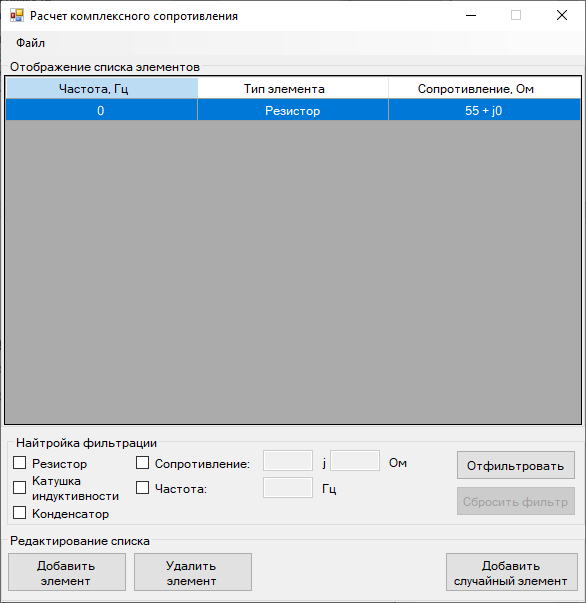 Расчет комплексного сопротивления
Файл
Отображение списка элементов
Частота, Гц Тип элемента Сопротивление, Ом
0 Резистор 55 + j0
Найтройка фильтрации
Резистор Сопротивление: j Ом
Катушка индуктивности Частота: Гц
Конденсатор
Отфильтровать
Сбросить фильтр
Редактирование списка
Добавить элемент
Удалить элемент
Добавить случайный элемент